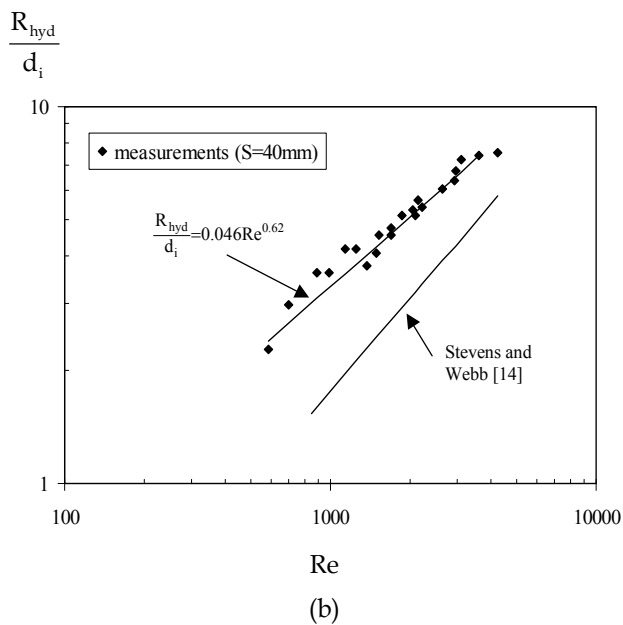 R_hyd
d_i
10
◆ measurements (S=40mm)
R_hyd/d_i=0.046Re^0.62
Stevens and
Webb [14]
1
100 1000 10000
Re
(b)